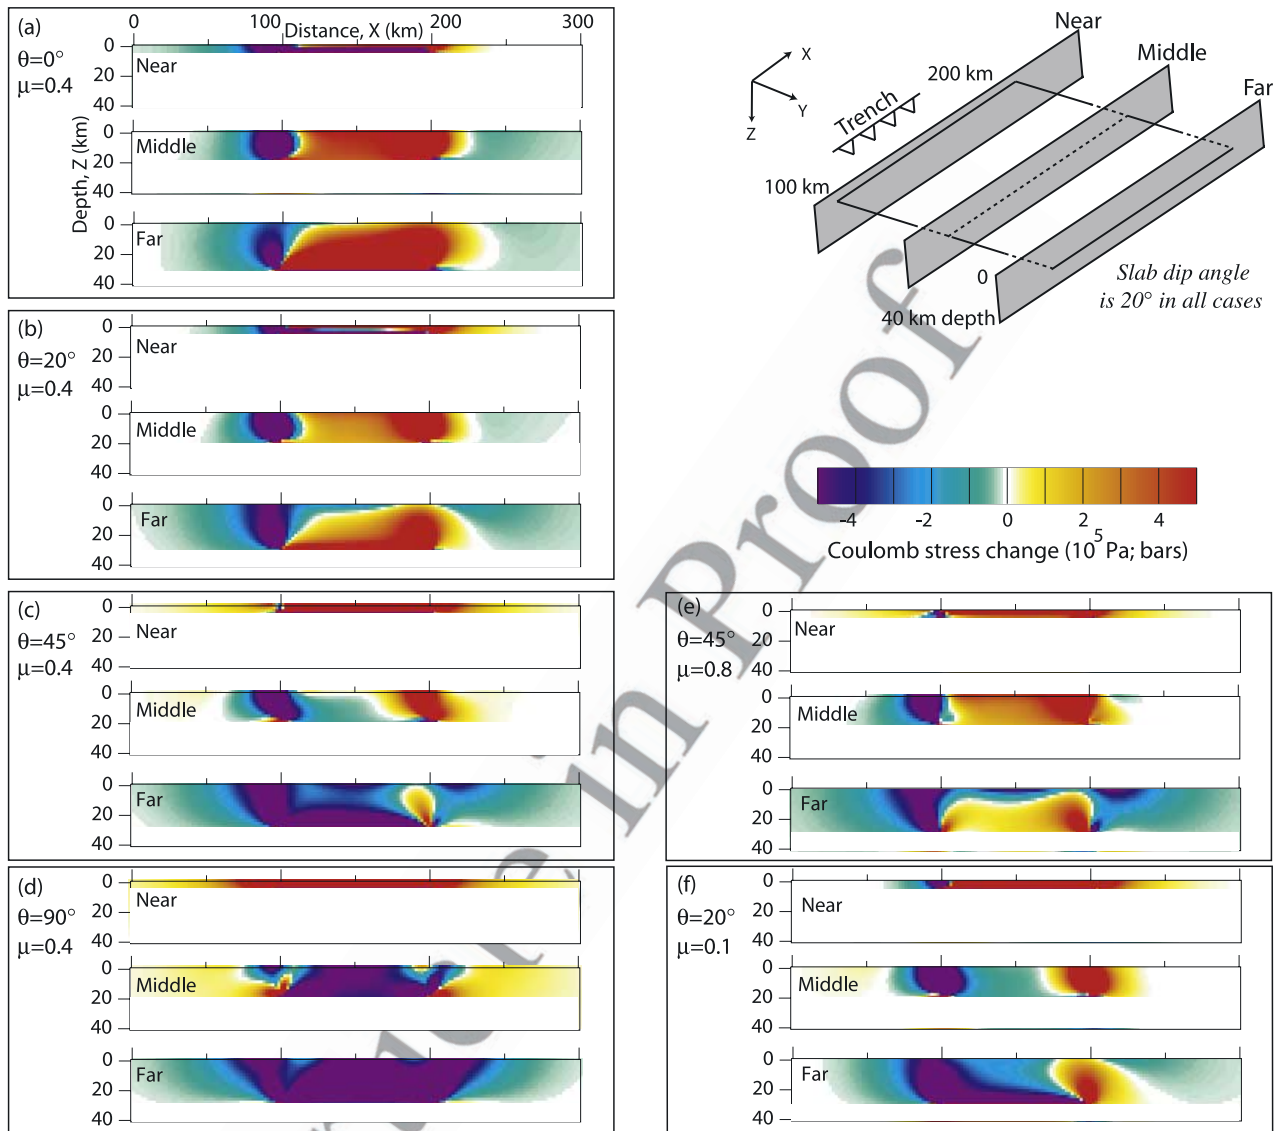 (a)
θ=0°
μ=0.4
0 100 200 300
Distance, X (km)
Depth, Z (km)
0
20
40
Near
0
20
40
Middle
0
20
40
Far
(b)
θ=20°
μ=0.4
0
20
40
Near
0
20
40
Middle
0
20
40
Far
(c)
θ=45°
μ=0.4
0
20
40
Near
0
20
40
Middle
0
20
40
Far
(d)
θ=90°
μ=0.4
0
20
40
Near
0
20
40
Middle
0
20
40
Far
X
Y
Z
Trench
Near
Middle
Far
200 km
100 km
0
40 km depth
Slab dip angle
is 20° in all cases
-4 -2 0 2 4
Coulomb stress change (10⁵ Pa; bars)
(e)
θ=45°
μ=0.8
0
20
40
Near
0
20
40
Middle
0
20
40
Far
(f)
θ=20°
μ=0.1
0
20
40
Near
0
20
40
Middle
0
20
40
Far
in Proof